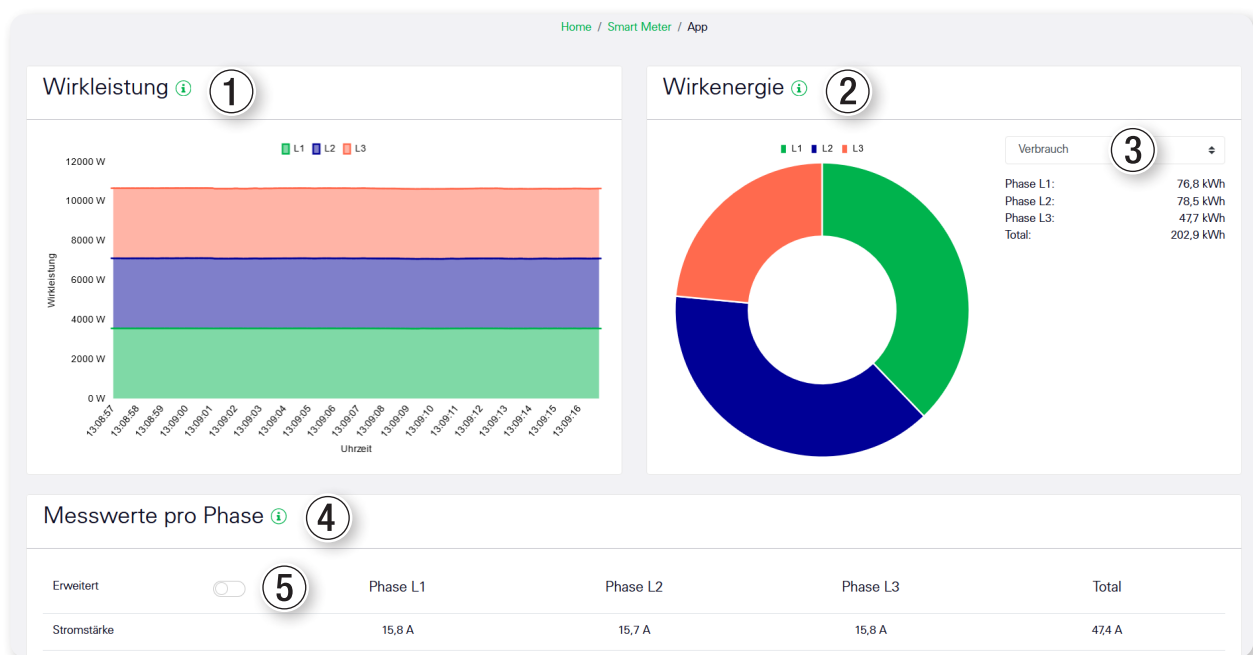 Home / Smart Meter / App
Wirkleistung i 1
L1 L2 L3
12000 W
10000 W
8000 W
6000 W
4000 W
2000 W
0 W
Wirkleistung
13:08:57 13:08:58 13:08:59 13:09:00 13:09:01 13:09:02 13:09:03 13:09:04 13:09:05 13:09:06 13:09:07 13:09:08 13:09:09 13:09:10 13:09:11 13:09:12 13:09:13 13:09:14 13:09:15 13:09:16
Uhrzeit
Wirkenergie i 2
L1 L2 L3
Verbrauch 3
Phase L1: 76,8 kWh
Phase L2: 78,5 kWh
Phase L3: 47,7 kWh
Total: 202,9 kWh
Messwerte pro Phase i 4
Erweitert 5 Phase L1 Phase L2 Phase L3 Total
Stromstärke 15,8 A 15,7 A 15,8 A 47,4 A